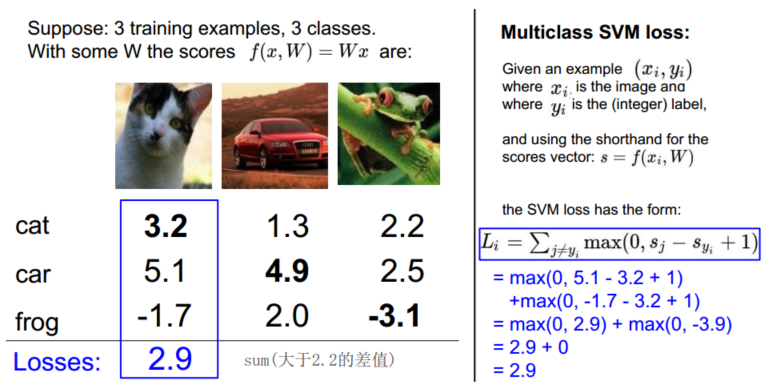 Suppose: 3 training examples, 3 classes.
With some W the scores f(x, W) = Wx are:
cat 3.2 1.3 2.2
car 5.1 4.9 2.5
frog -1.7 2.0 -3.1
Losses: 2.9 sum(大于2.2的差值)
Multiclass SVM loss:
Given an example (x_i, y_i)
where x_i is the image and
where y_i is the (integer) label,
and using the shorthand for the
scores vector: s = f(x_i, W)
the SVM loss has the form:
L_i = ∑_{j≠y_i} max(0, s_j − s_{y_i} + 1)
= max(0, 5.1 - 3.2 + 1)
+max(0, -1.7 - 3.2 + 1)
= max(0, 2.9) + max(0, -3.9)
= 2.9 + 0
= 2.9